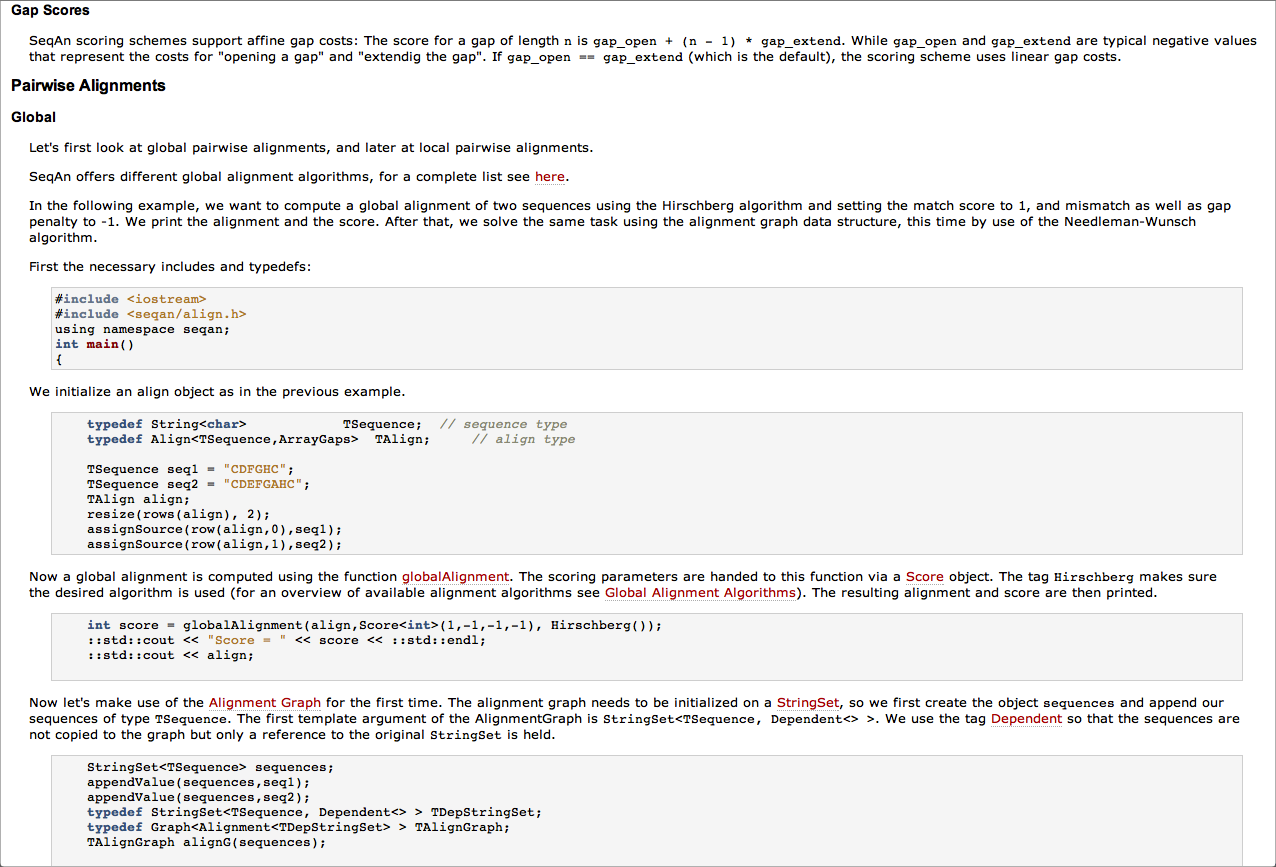 Gap Scores
SeqAn scoring schemes support affine gap costs: The score for a gap of length n is gap_open + (n - 1) * gap_extend. While gap_open and gap_extend are typical negative values
that represent the costs for "opening a gap" and "extendig the gap". If gap_open == gap_extend (which is the default), the scoring scheme uses linear gap costs.
Pairwise Alignments
Global
Let's first look at global pairwise alignments, and later at local pairwise alignments.
SeqAn offers different global alignment algorithms, for a complete list see here.
In the following example, we want to compute a global alignment of two sequences using the Hirschberg algorithm and setting the match score to 1, and mismatch as well as gap
penalty to -1. We print the alignment and the score. After that, we solve the same task using the alignment graph data structure, this time by use of the Needleman-Wunsch
algorithm.
First the necessary includes and typedefs:
#include <iostream>
#include <seqan/align.h>
using namespace seqan;
int main()
{
We initialize an align object as in the previous example.
typedef String<char>            TSequence;  // sequence type
typedef Align<TSequence,ArrayGaps>  TAlign;     // align type
TSequence seq1 = "CDFGHC";
TSequence seq2 = "CDEFGAHC";
TAlign align;
resize(rows(align), 2);
assignSource(row(align,0),seq1);
assignSource(row(align,1),seq2);
Now a global alignment is computed using the function globalAlignment. The scoring parameters are handed to this function via a Score object. The tag Hirschberg makes sure
the desired algorithm is used (for an overview of available alignment algorithms see Global Alignment Algorithms). The resulting alignment and score are then printed.
int score = globalAlignment(align,Score<int>(1,-1,-1,-1), Hirschberg());
::std::cout << "Score = " << score << ::std::endl;
::std::cout << align;
Now let's make use of the Alignment Graph for the first time. The alignment graph needs to be initialized on a StringSet, so we first create the object sequences and append our
sequences of type TSequence. The first template argument of the AlignmentGraph is StringSet<TSequence, Dependent<> >. We use the tag Dependent so that the sequences are
not copied to the graph but only a reference to the original StringSet is held.
StringSet<TSequence> sequences;
appendValue(sequences,seq1);
appendValue(sequences,seq2);
typedef StringSet<TSequence, Dependent<> > TDepStringSet;
typedef Graph<Alignment<TDepStringSet> > TAlignGraph;
TAlignGraph alignG(sequences);